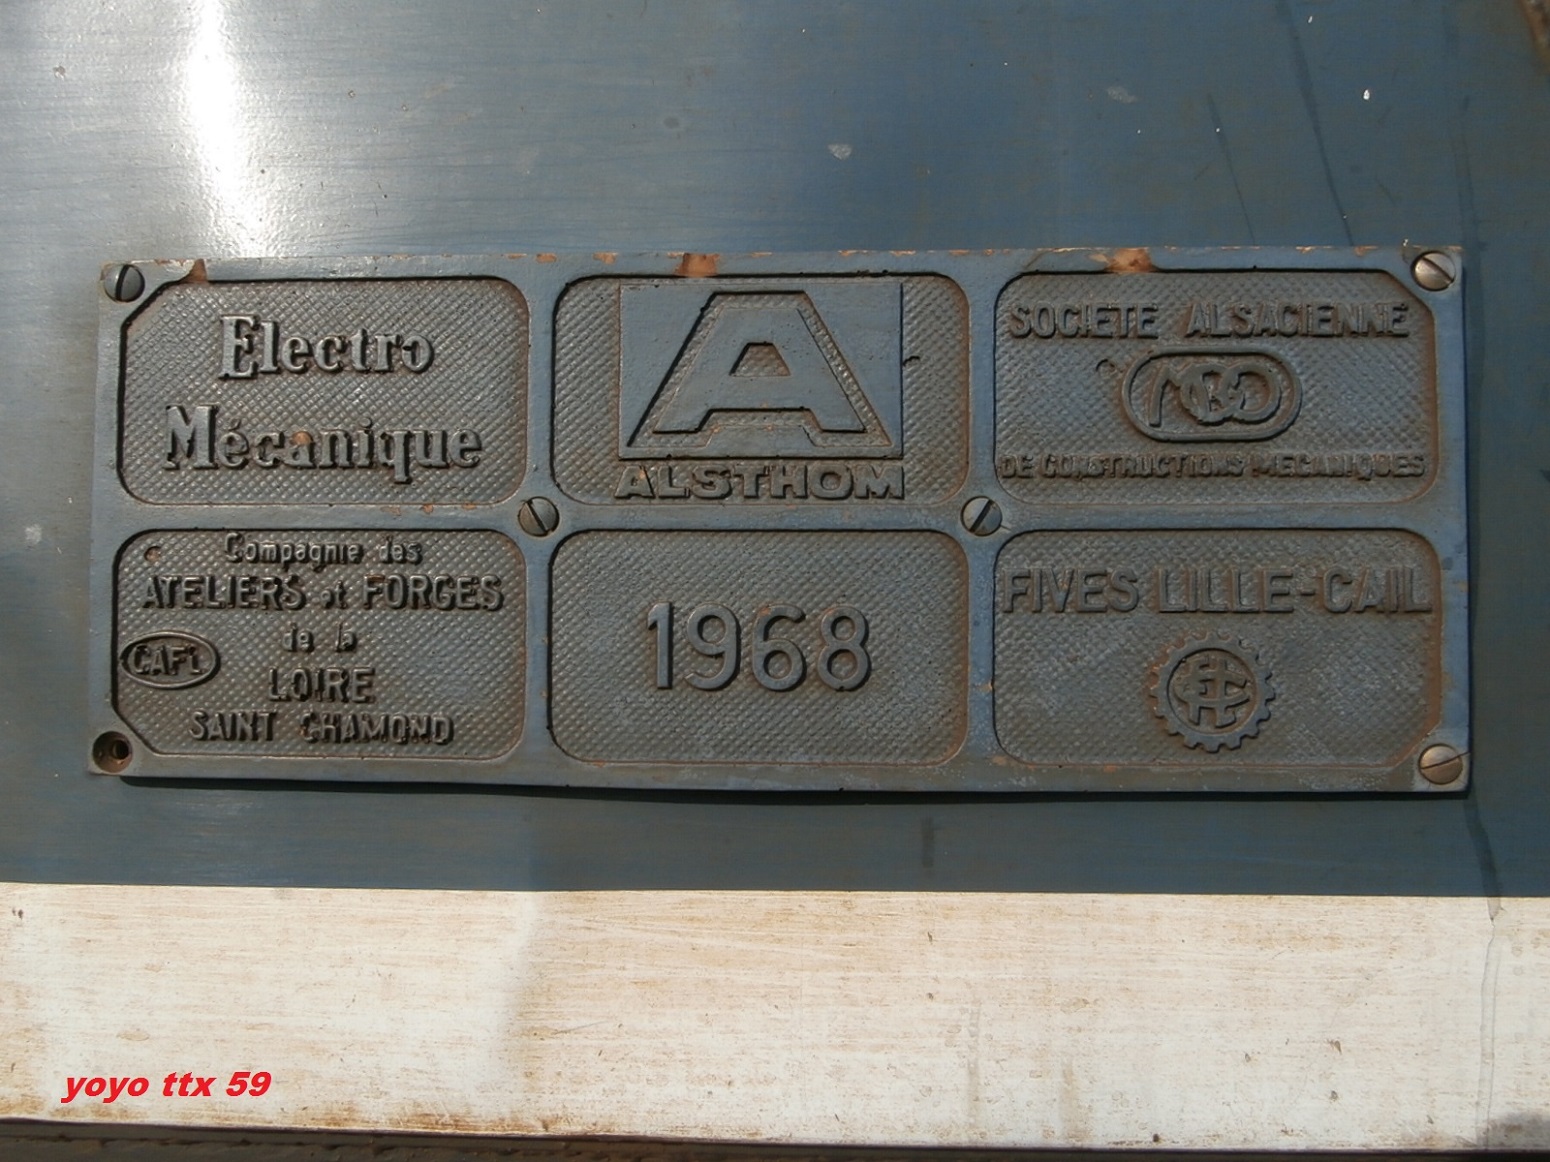 Electro
Mécanique
ALSTHOM
SOCIETE ALSACIENNE
DE CONSTRUCTIONS MECANIQUES
Compagnie des
ATELIERS et FORGES
de la
LOIRE
CAFL
SAINT CHAMOND
1968
FIVES LILLE-CAIL
yoyo ttx 59